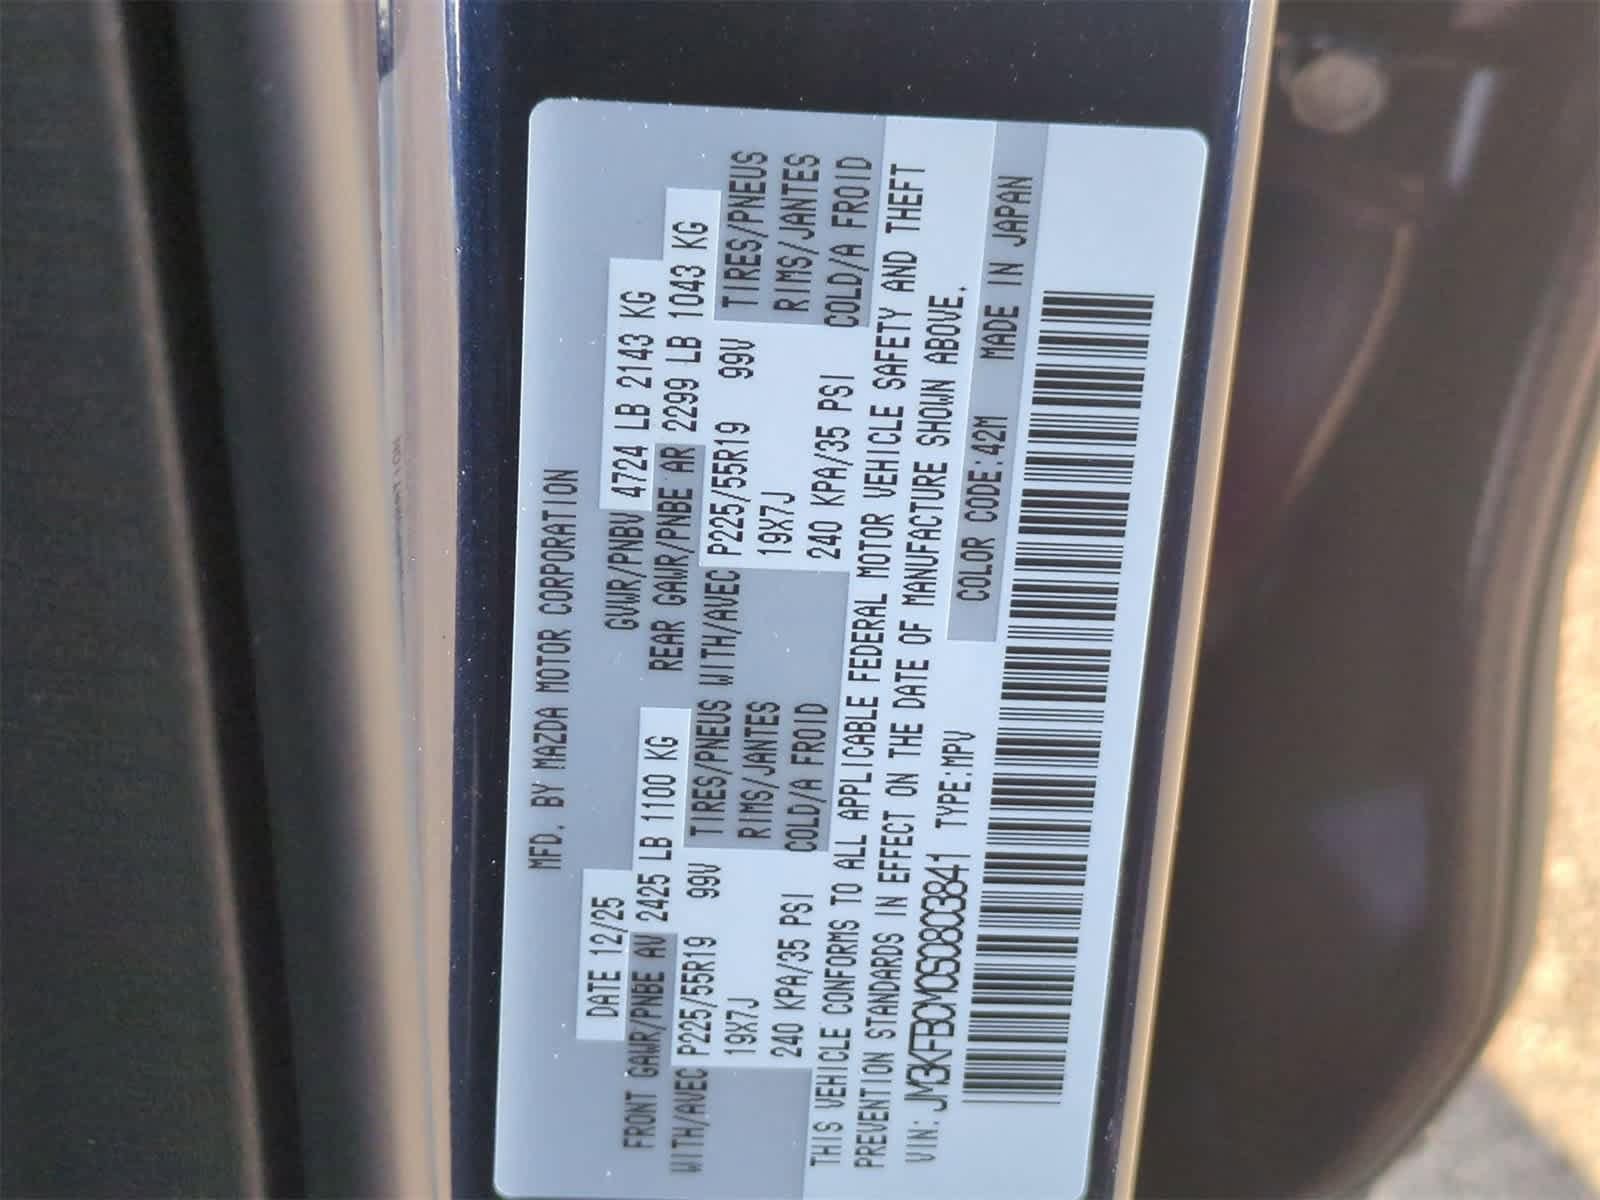 MFD. BY MAZDA MOTOR CORPORATION
DATE 12/25 GVWR/PNBV 4724 LB 2143 KG
FRONT GAWR/PNBE AV 2425 LB 1100 KG REAR GAWR/PNBE AR 2299 LB 1043 KG
WITH/AVEC P225/55R19 99V TIRES/PNEUS WITH/AVEC P225/55R19 99V TIRES/PNEUS
19X7J RIMS/JANTES 19X7J RIMS/JANTES
240 KPA/35 PSI COLD/A FROID 240 KPA/35 PSI COLD/A FROID
THIS VEHICLE CONFORMS TO ALL APPLICABLE FEDERAL MOTOR VEHICLE SAFETY AND THEFT
PREVENTION STANDARDS IN EFFECT ON THE DATE OF MANUFACTURE SHOWN ABOVE.
VIN: JM3KFBCM0S0803841 TYPE:MPV COLOR CODE:42M MADE IN JAPAN